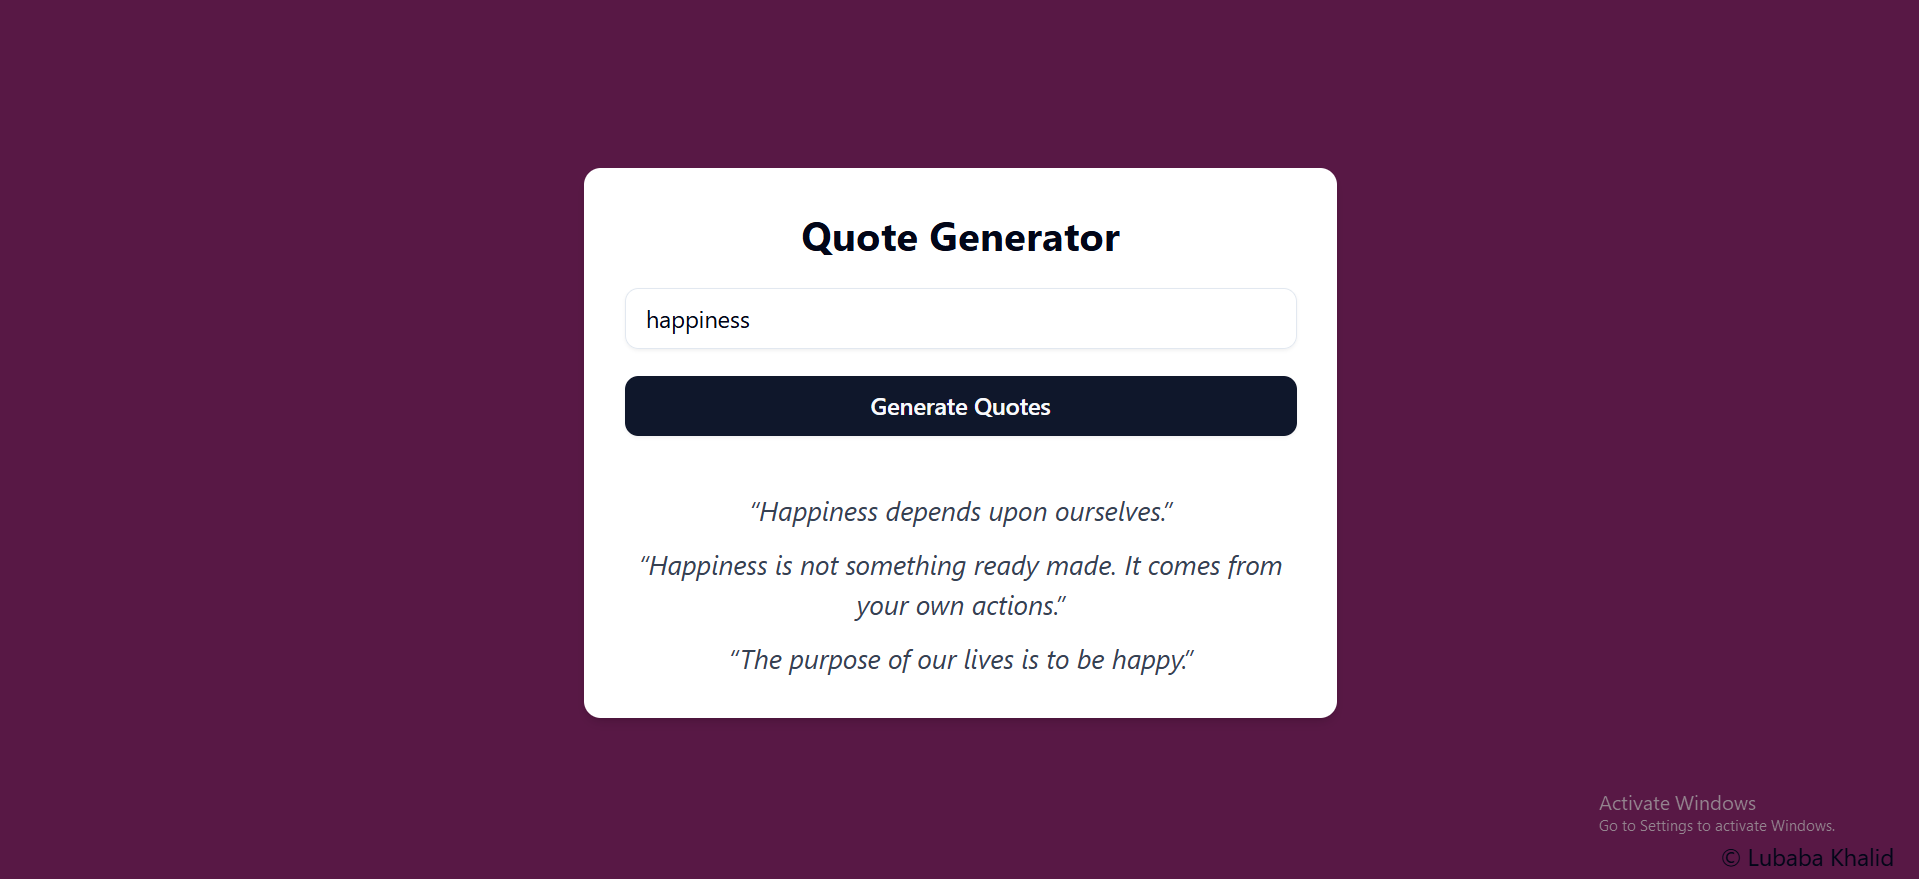 Quote Generator
happiness
Generate Quotes
“Happiness depends upon ourselves.”
“Happiness is not something ready made. It comes from
your own actions.”
“The purpose of our lives is to be happy.”
Activate Windows
Go to Settings to activate Windows.
© Lubaba Khalid